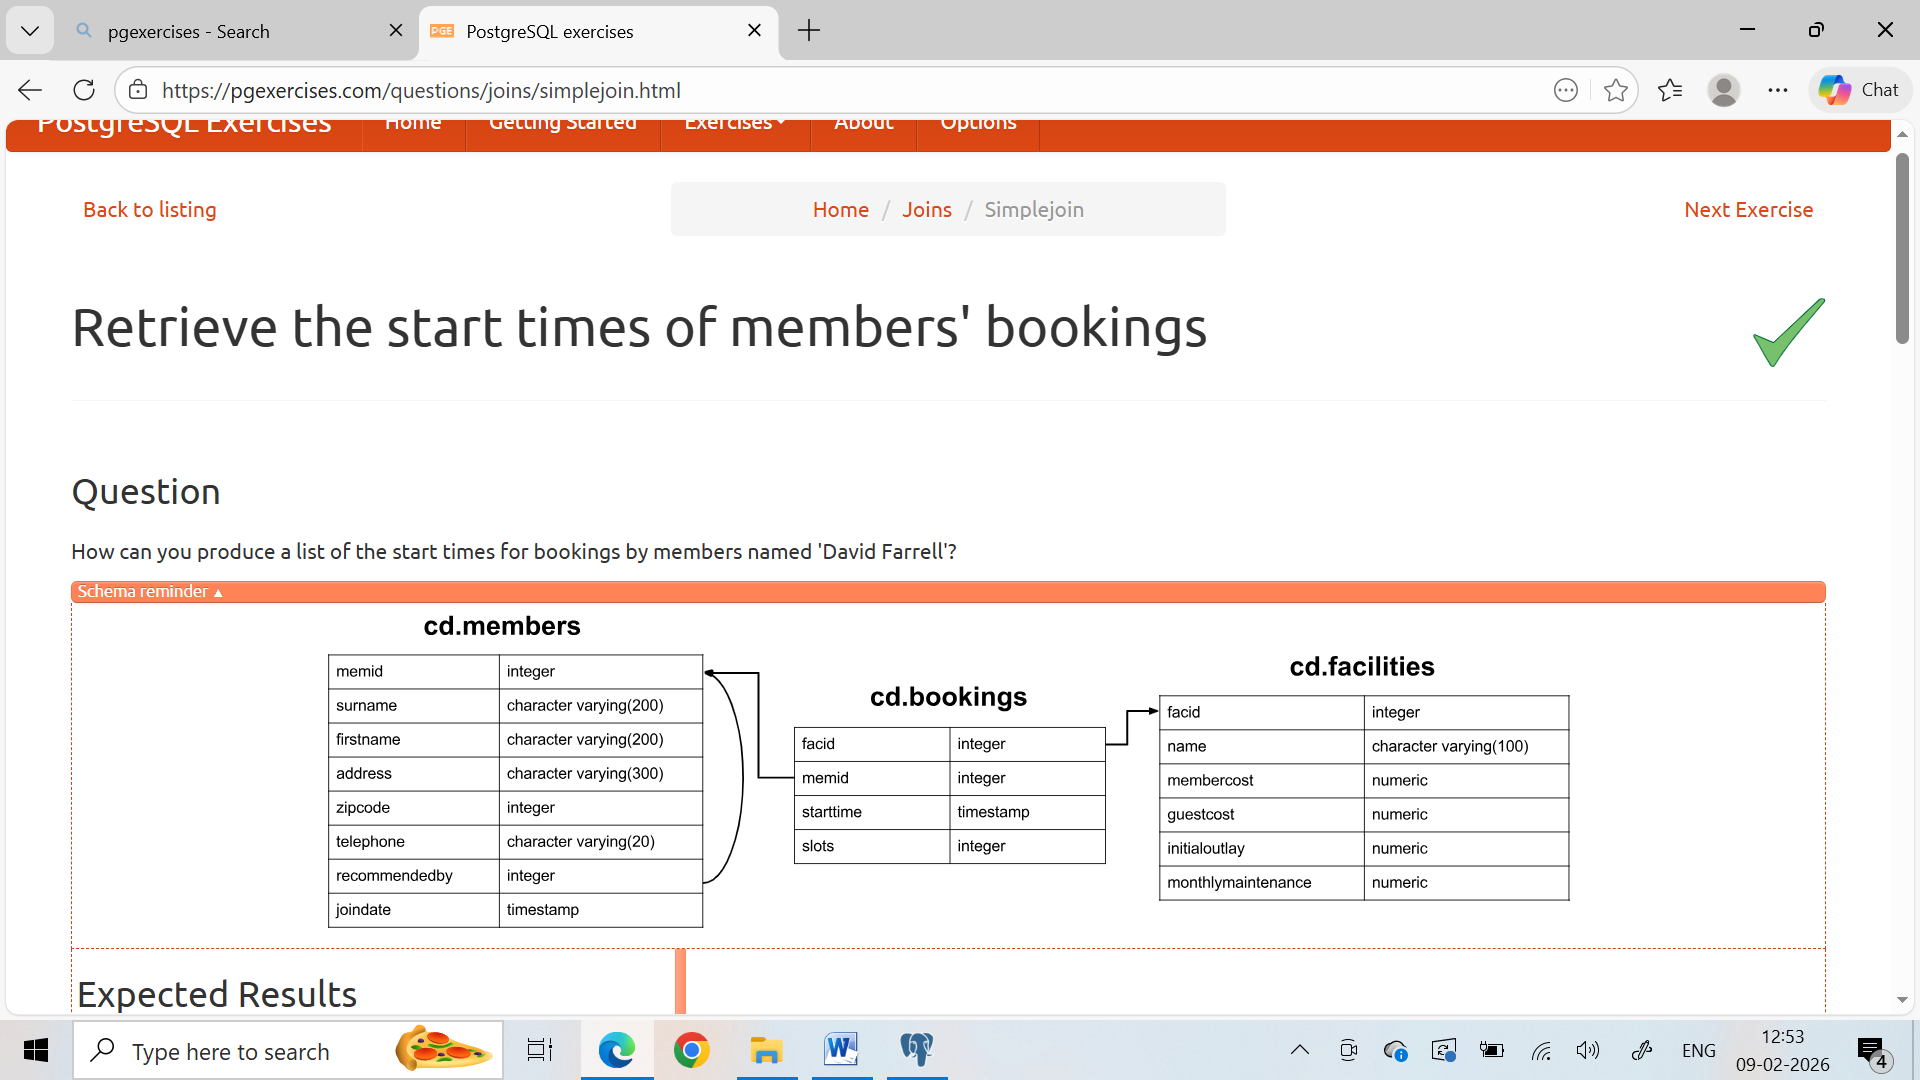 pgexercises - Search
PGE PostgreSQL exercises
https://pgexercises.com/questions/joins/simplejoin.html
Chat
PostgreSQL Exercises Home Getting Started Exercises About Options
Back to listing
Home / Joins / Simplejoin
Next Exercise
Retrieve the start times of members' bookings
Question
How can you produce a list of the start times for bookings by members named 'David Farrell'?
Schema reminder ▲
cd.members
memid integer
surname character varying(200)
firstname character varying(200)
address character varying(300)
zipcode integer
telephone character varying(20)
recommendedby integer
joindate timestamp
cd.bookings
facid integer
memid integer
starttime timestamp
slots integer
cd.facilities
facid integer
name character varying(100)
membercost numeric
guestcost numeric
initialoutlay numeric
monthlymaintenance numeric
Expected Results
Type here to search
ENG
12:53
09-02-2026
4